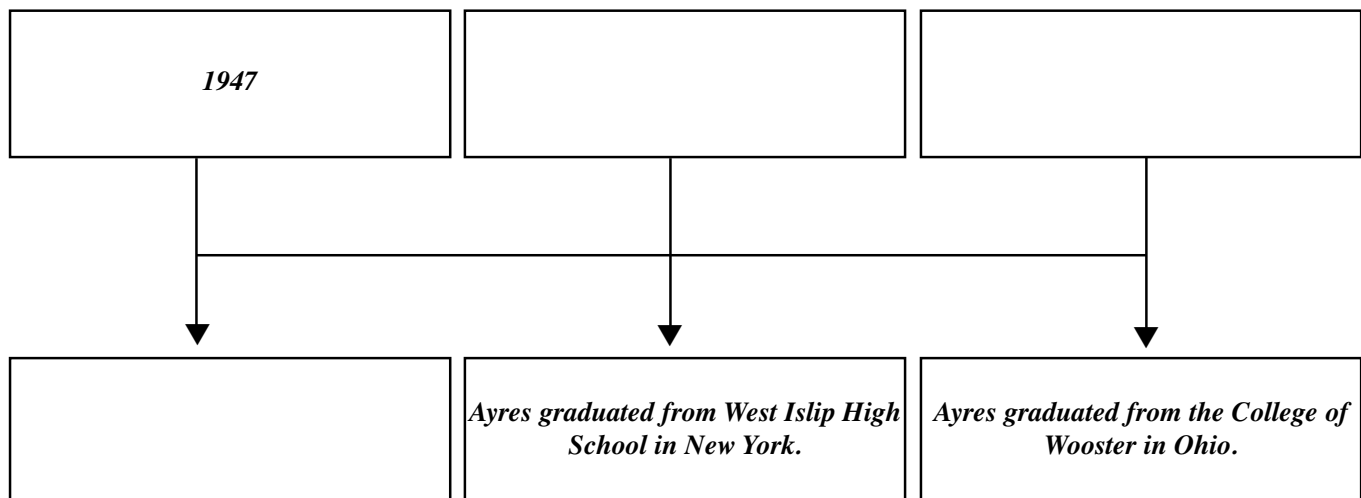 1947
Ayres graduated from West Islip High
School in New York.
Ayres graduated from the College of
Wooster in Ohio.